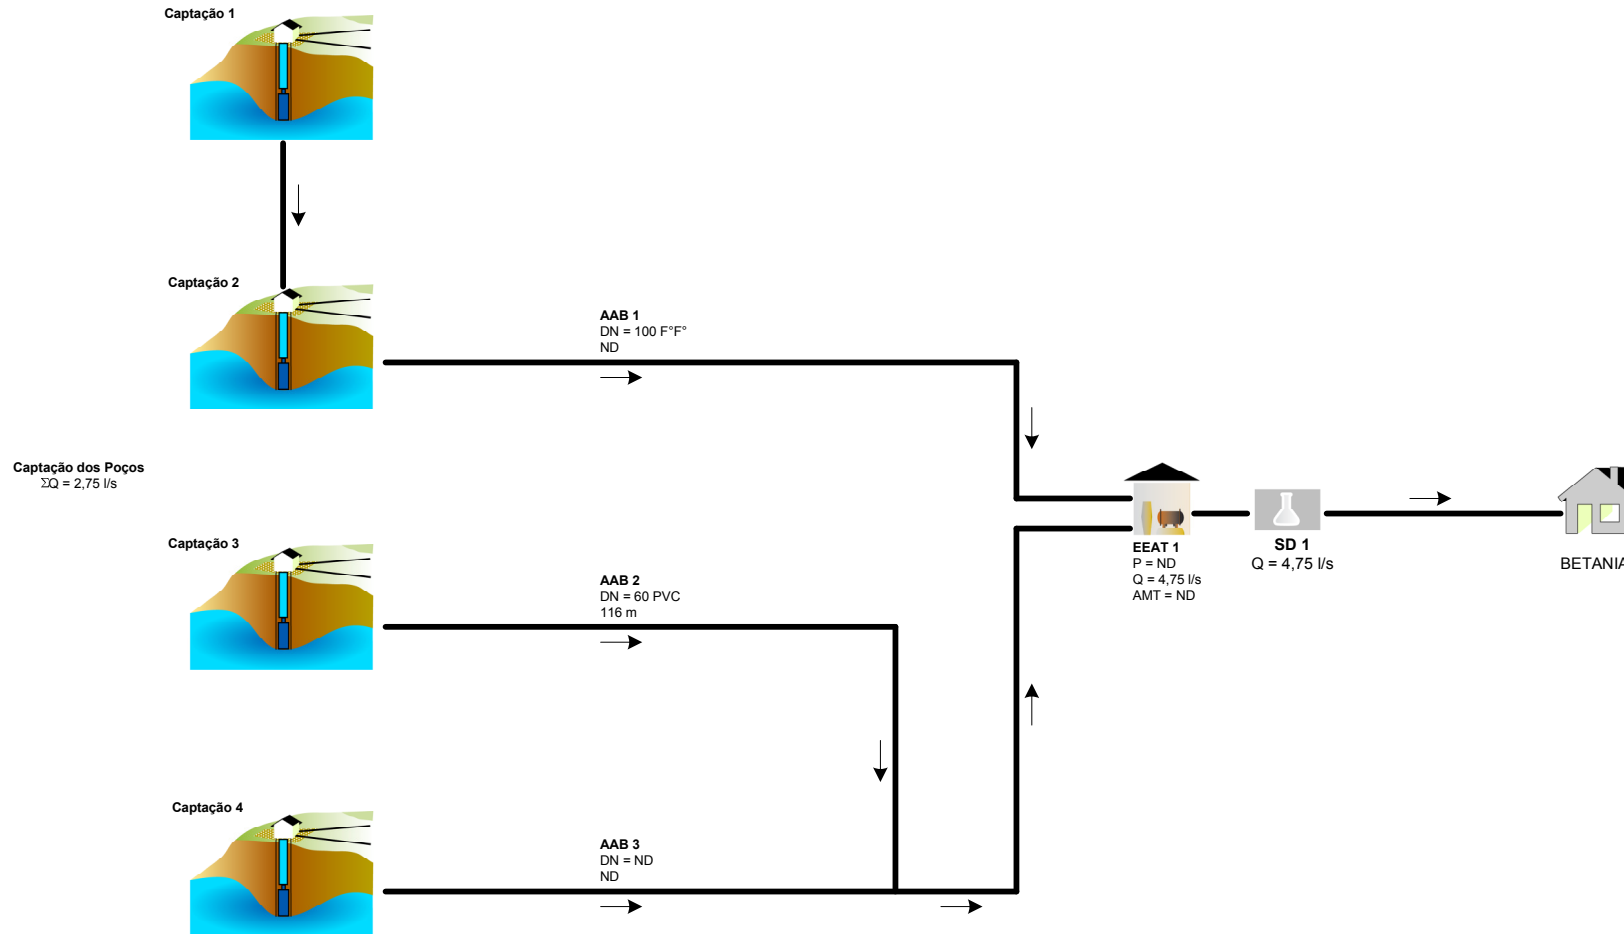 Captação 1
Captação 2
AAB 1
DN = 100 F°F°
ND
Captação dos Poços
ΣQ = 2,75 l/s
Captação 3
AAB 2
DN = 60 PVC
116 m
EEAT 1
P = ND
Q = 4,75 l/s
AMT = ND
SD 1
Q = 4,75 l/s
BETANIA
Captação 4
AAB 3
DN = ND
ND